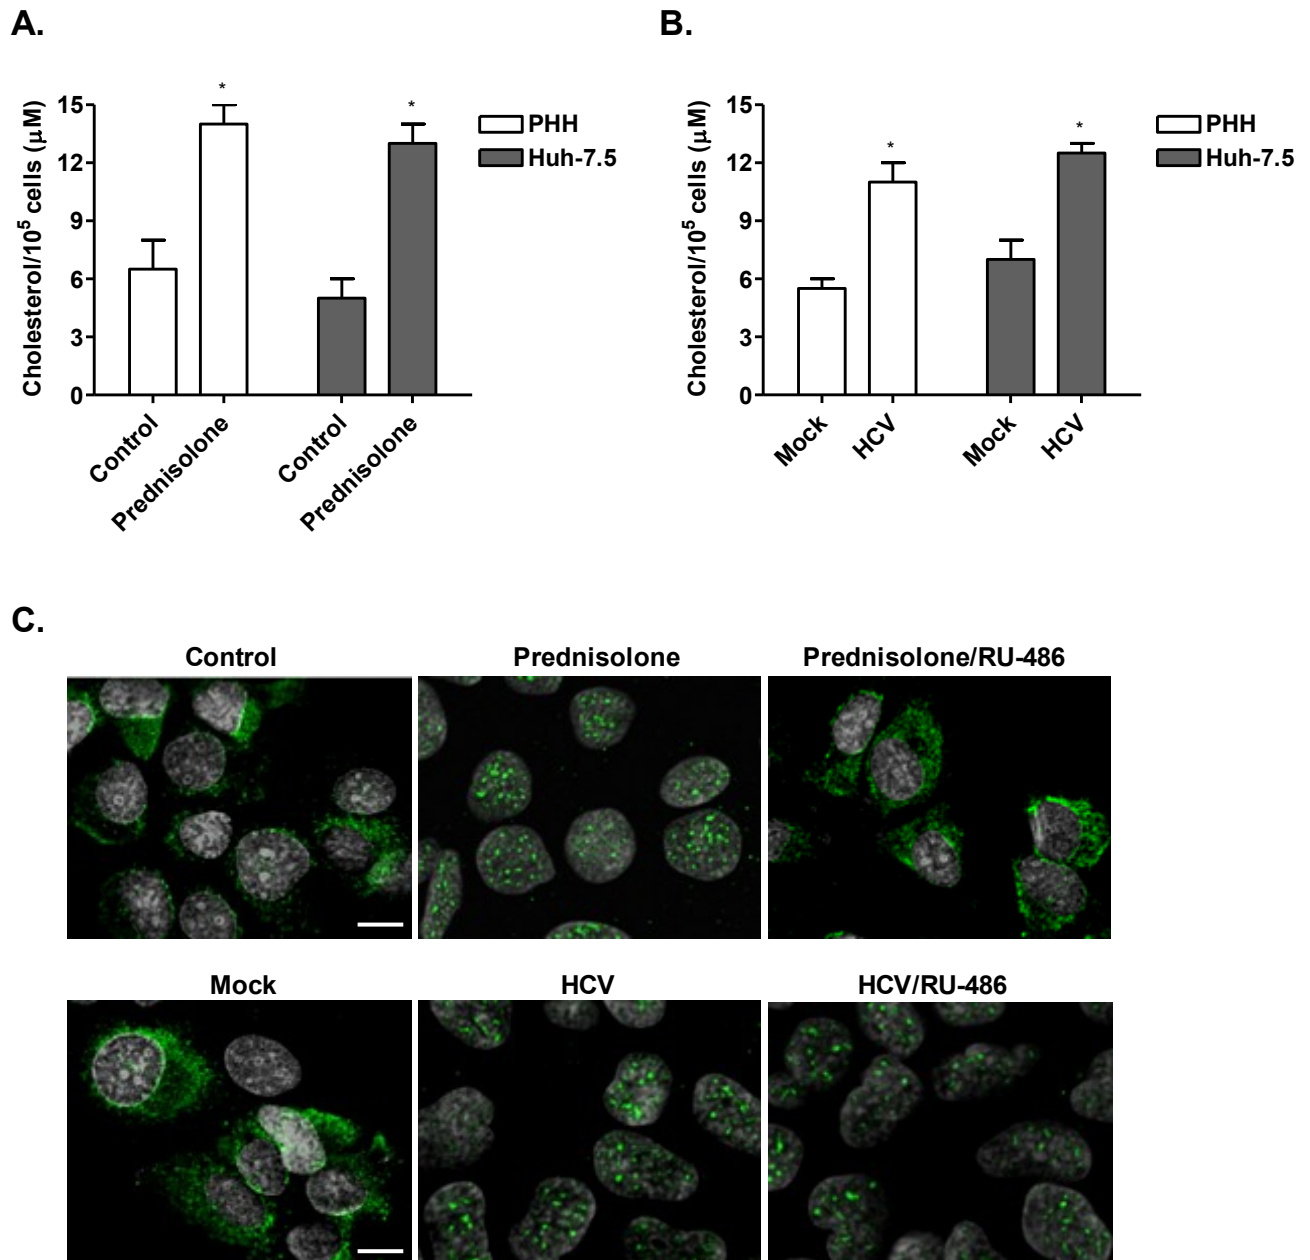 A.
B.
Cholesterol/10⁵ cells (μM)
15
12
9
6
3
0
*
*
Control
Prednisolone
Control
Prednisolone
PHH
Huh-7.5
Cholesterol/10⁵ cells (μM)
15
12
9
6
3
0
*
*
Mock
HCV
Mock
HCV
PHH
Huh-7.5
C.
Control
Prednisolone
Prednisolone/RU-486
Mock
HCV
HCV/RU-486